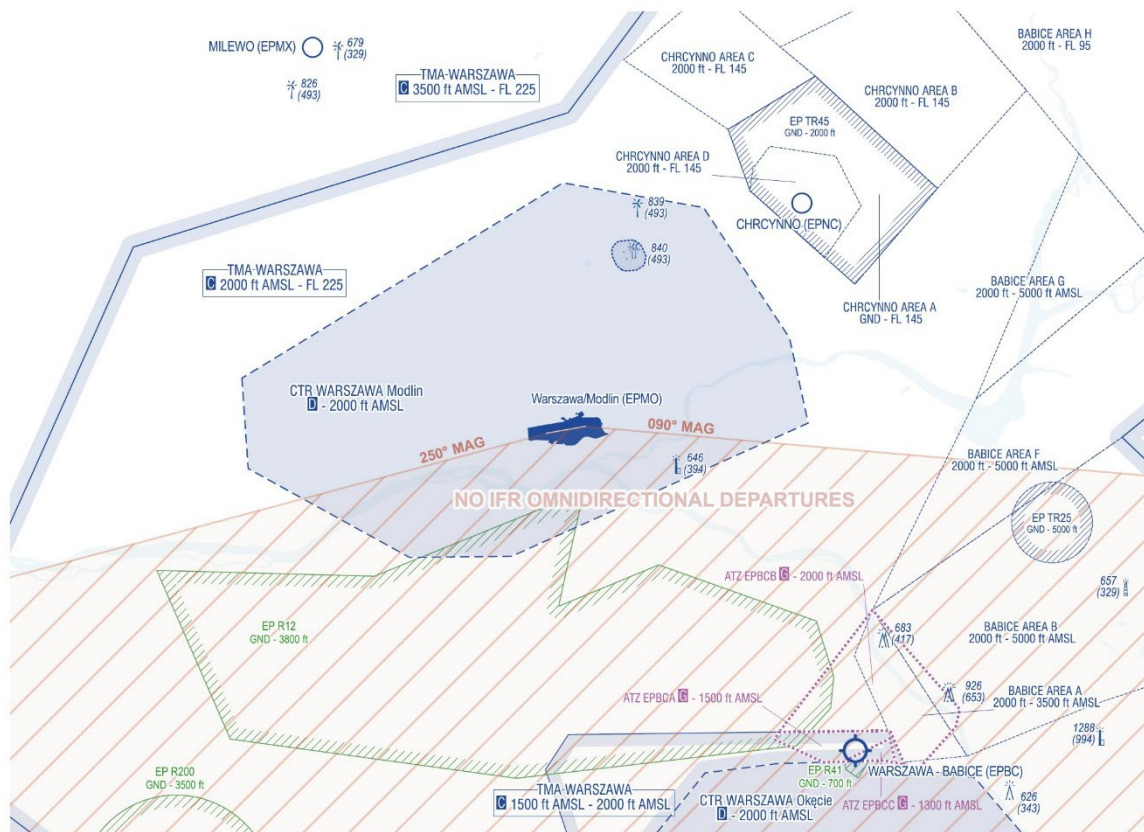 MILEWO (EPMX)
679
(329)
826
(493)
TMA WARSZAWA
C 3500 ft AMSL - FL 225
CHRCYNNO AREA C
2000 ft - FL 145
BABICE AREA H
2000 ft - FL 95
CHRCYNNO AREA B
2000 ft - FL 145
EP TR45
GND - 2000 ft
CHRCYNNO AREA D
2000 ft - FL 145
CHRCYNNO (EPNC)
839
(493)
840
(493)
TMA WARSZAWA
C 2000 ft AMSL - FL 225
BABICE AREA G
2000 ft - 5000 ft AMSL
CHRCYNNO AREA A
GND - FL 145
CTR WARSZAWA Modlin
D - 2000 ft AMSL
Warszawa/Modlin (EPMO)
250° MAG
090° MAG
646
(394)
BABICE AREA F
2000 ft - 5000 ft AMSL
NO IFR OMNIDIRECTIONAL DEPARTURES
EP TR25
GND - 5000 ft
ATZ EPBCB G - 2000 ft AMSL
657
(329)
EP R12
GND - 3800 ft
683
(417)
BABICE AREA B
2000 ft - 5000 ft AMSL
926
(653)
ATZ EPBCA G - 1500 ft AMSL
BABICE AREA A
2000 ft - 3500 ft AMSL
1288
(994)
EP R200
GND - 3500 ft
EP R41
GND - 700 ft
WARSZAWA - BABICE (EPBC)
TMA WARSZAWA
C 1500 ft AMSL - 2000 ft AMSL
CTR WARSZAWA Okęcie
D - 2000 ft AMSL
ATZ EPBCC G - 1300 ft AMSL
626
(343)